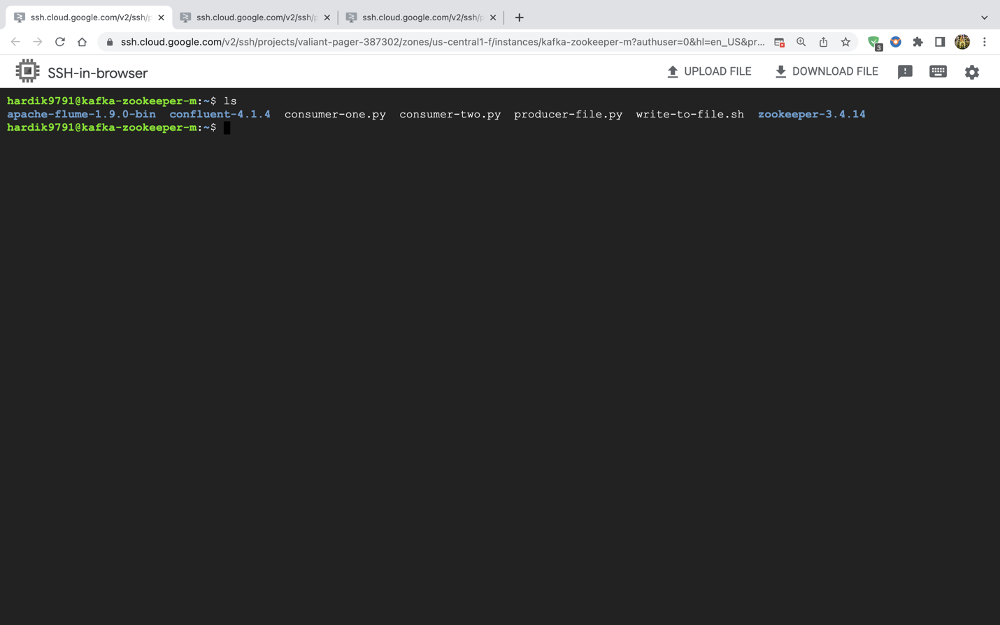 ssh.cloud.google.com/v2/ssh/p
ssh.cloud.google.com/v2/ssh/p
ssh.cloud.google.com/v2/ssh/p
ssh.cloud.google.com/v2/ssh/projects/valiant-pager-387302/zones/us-central1-f/instances/kafka-zookeeper-m?authuser=0&hl=en_US&pr...
3
SSH-in-browser
UPLOAD FILE
DOWNLOAD FILE
hardik9791@kafka-zookeeper-m:~$ ls
apache-flume-1.9.0-bin confluent-4.1.4 consumer-one.py consumer-two.py producer-file.py write-to-file.sh zookeeper-3.4.14
hardik9791@kafka-zookeeper-m:~$